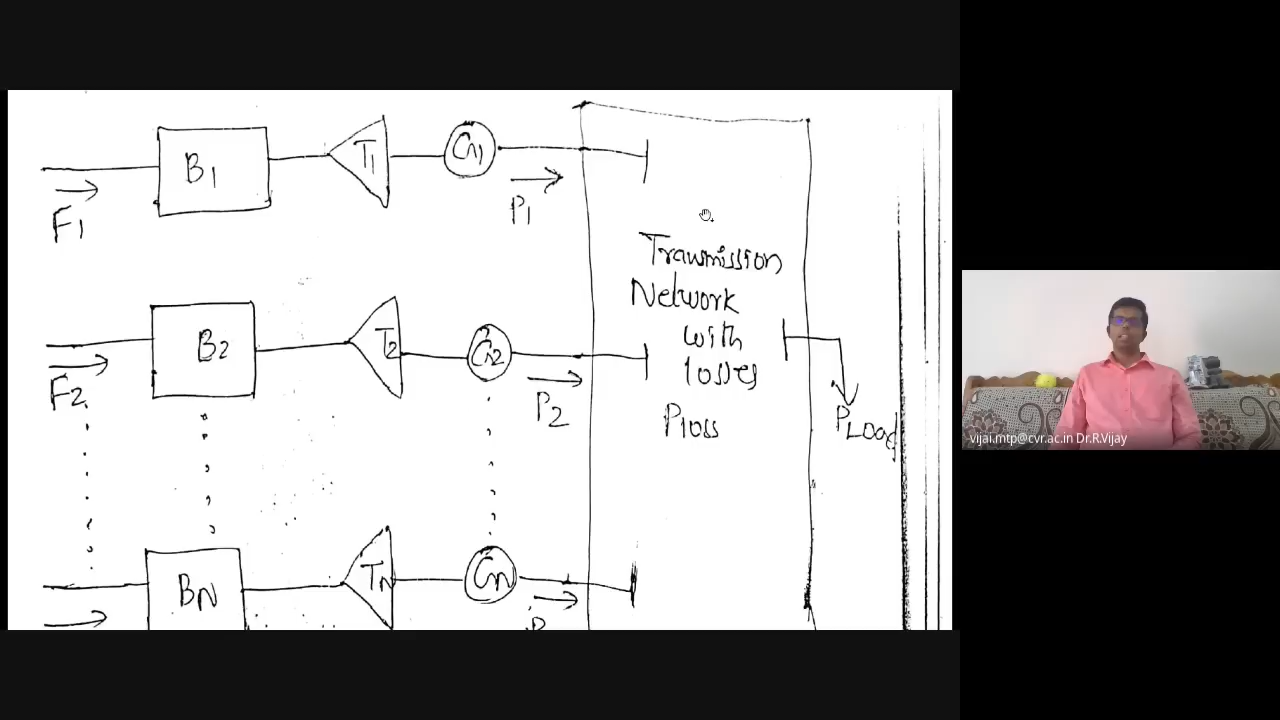 B1
T1
G1
F1
P1
Transmission
Network
with
losses
Ploss
B2
T2
G2
F2
P2
PLoad
BN
TN
Gn
P
vijai.mtp@cvr.ac.in Dr.R.Vijay